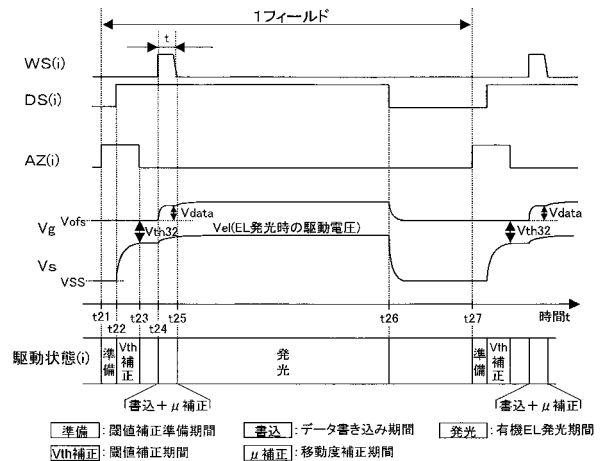 1フィールド
t
WS(i)
DS(i)
AZ(i)
Vg Vofs Vdata Vdata
Vth32 Vel(EL発光時の駆動電圧) Vth32
Vs
VSS
t21 t22 t23 t24 t25 t26 t27 時間t
駆動状態(i) 準備 Vth補正 発光 準備 Vth補正
書込+μ補正 書込+μ補正
準備 : 閾値補正準備期間 書込 : データ書き込み期間 発光 : 有機EL発光期間
Vth補正 : 閾値補正期間 μ補正 : 移動度補正期間